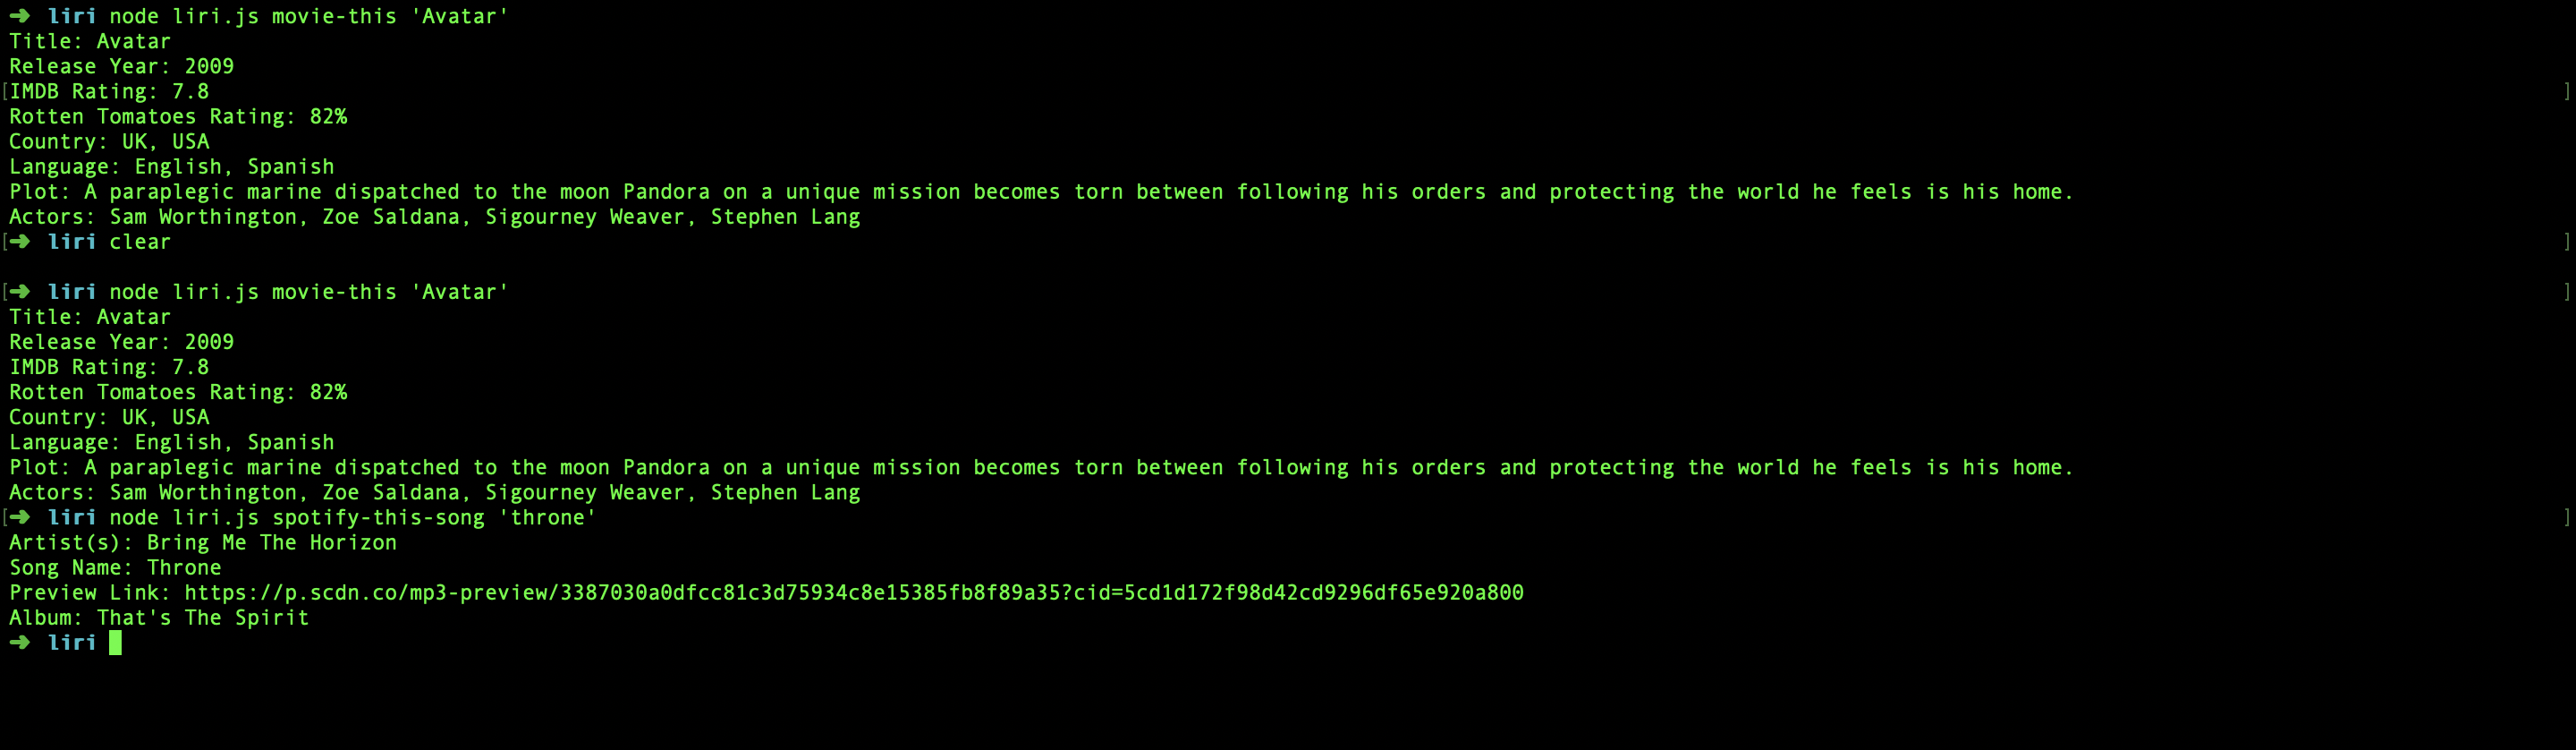 ➜ liri node liri.js movie-this 'Avatar'
Title: Avatar
Release Year: 2009
[IMDB Rating: 7.8 ]
Rotten Tomatoes Rating: 82%
Country: UK, USA
Language: English, Spanish
Plot: A paraplegic marine dispatched to the moon Pandora on a unique mission becomes torn between following his orders and protecting the world he feels is his home.
Actors: Sam Worthington, Zoe Saldana, Sigourney Weaver, Stephen Lang
[➜ liri clear ]
[➜ liri node liri.js movie-this 'Avatar' ]
Title: Avatar
Release Year: 2009
IMDB Rating: 7.8
Rotten Tomatoes Rating: 82%
Country: UK, USA
Language: English, Spanish
Plot: A paraplegic marine dispatched to the moon Pandora on a unique mission becomes torn between following his orders and protecting the world he feels is his home.
Actors: Sam Worthington, Zoe Saldana, Sigourney Weaver, Stephen Lang
[➜ liri node liri.js spotify-this-song 'throne' ]
Artist(s): Bring Me The Horizon
Song Name: Throne
Preview Link: https://p.scdn.co/mp3-preview/3387030a0dfcc81c3d75934c8e15385fb8f89a35?cid=5cd1d172f98d42cd9296df65e920a800
Album: That's The Spirit
➜ liri